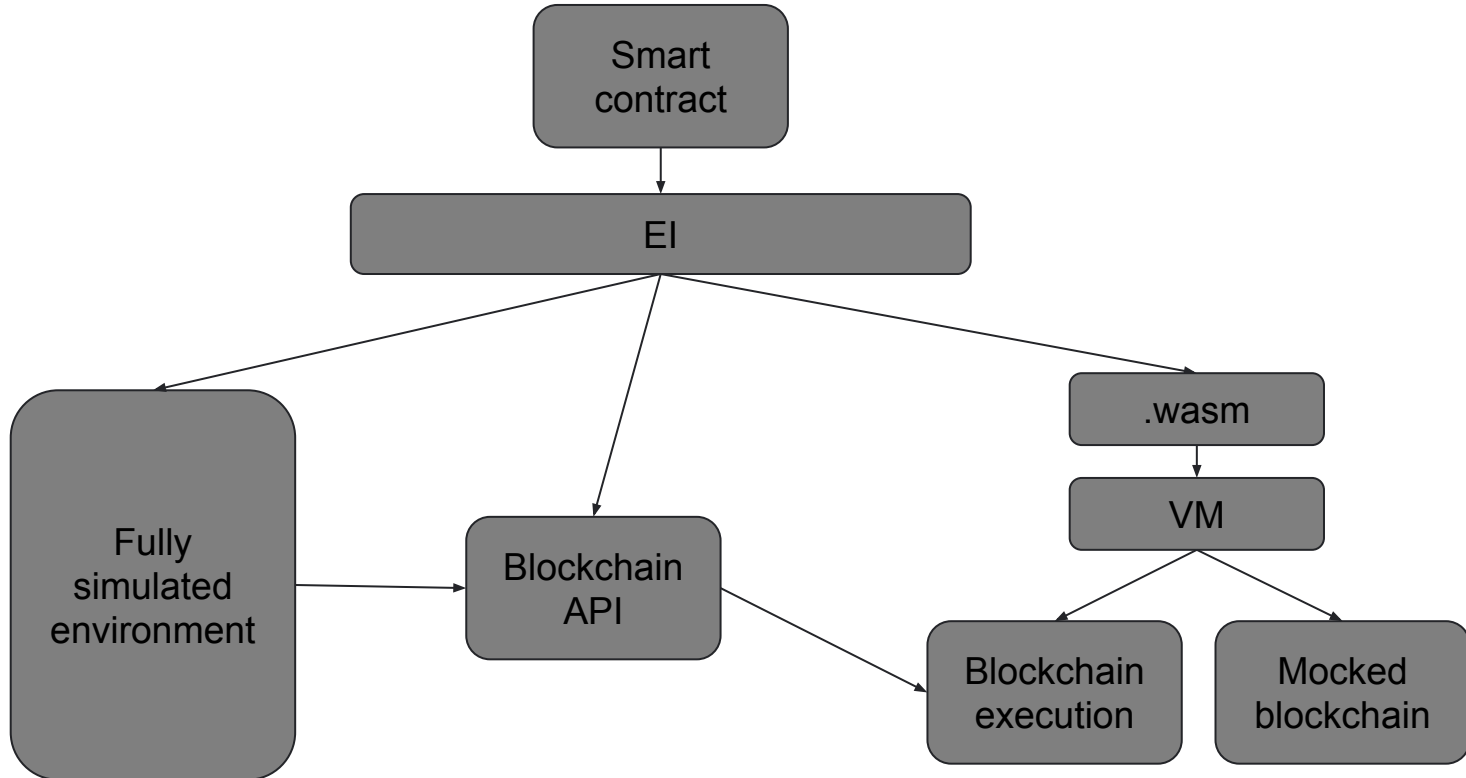 Smart
contract
EI
.wasm
VM
Fully
simulated
environment
Blockchain
API
Blockchain
execution
Mocked
blockchain